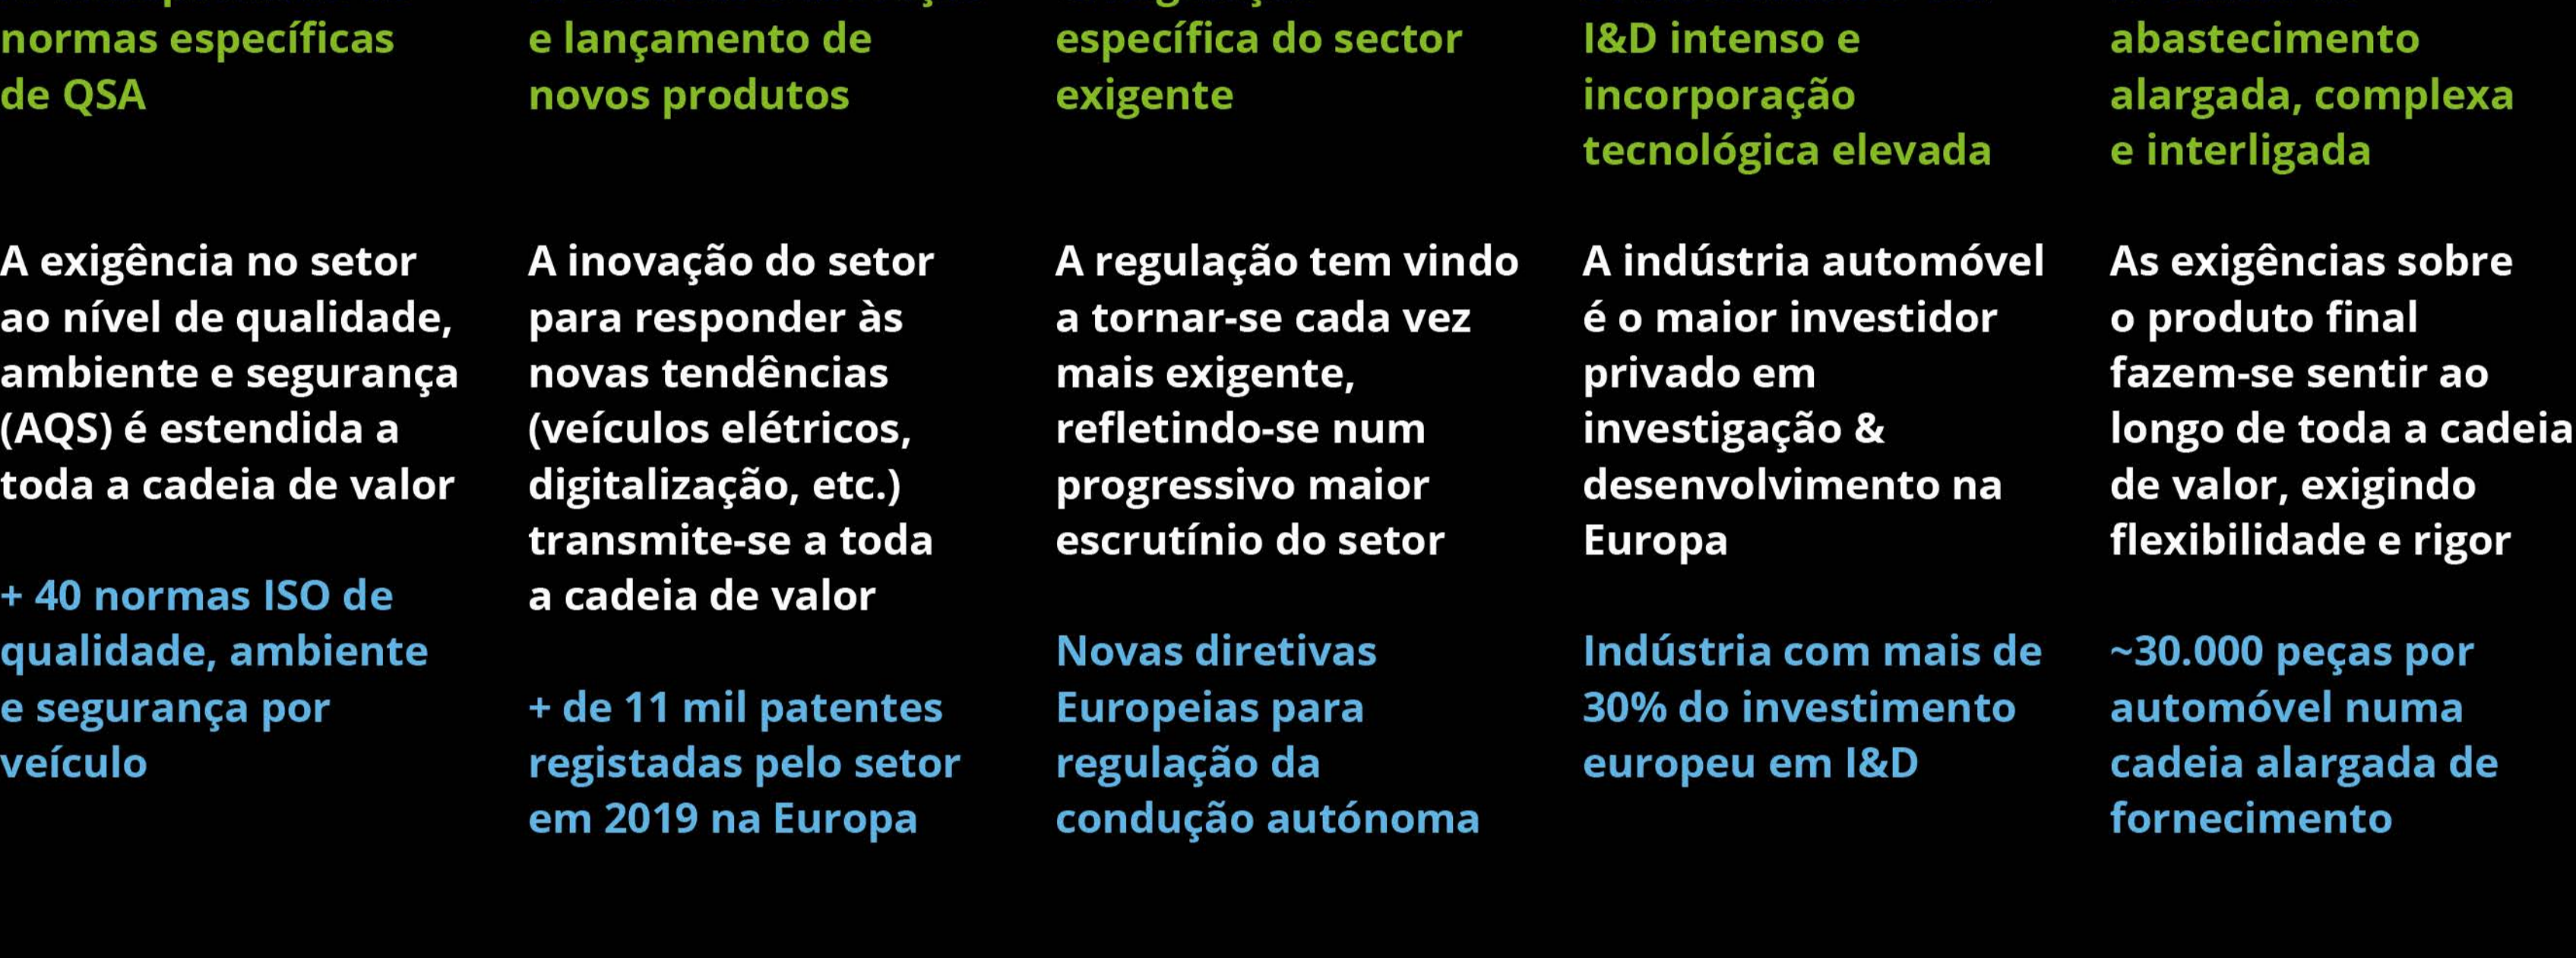 normas específicas
de QSA
e lançamento de
novos produtos
específica do sector
exigente
I&D intenso e
incorporação
tecnológica elevada
abastecimento
alargada, complexa
e interligada
A exigência no setor
ao nível de qualidade,
ambiente e segurança
(AQS) é estendida a
toda a cadeia de valor
+ 40 normas ISO de
qualidade, ambiente
e segurança por
veículo
A inovação do setor
para responder às
novas tendências
(veículos elétricos,
digitalização, etc.)
transmite-se a toda
a cadeia de valor
+ de 11 mil patentes
registadas pelo setor
em 2019 na Europa
A regulação tem vindo
a tornar-se cada vez
mais exigente,
refletindo-se num
progressivo maior
escrutínio do setor
Novas diretivas
Europeias para
regulação da
condução autónoma
A indústria automóvel
é o maior investidor
privado em
investigação &
desenvolvimento na
Europa
Indústria com mais de
30% do investimento
europeu em I&D
As exigências sobre
o produto final
fazem-se sentir ao
longo de toda a cadeia
de valor, exigindo
flexibilidade e rigor
~30.000 peças por
automóvel numa
cadeia alargada de
fornecimento